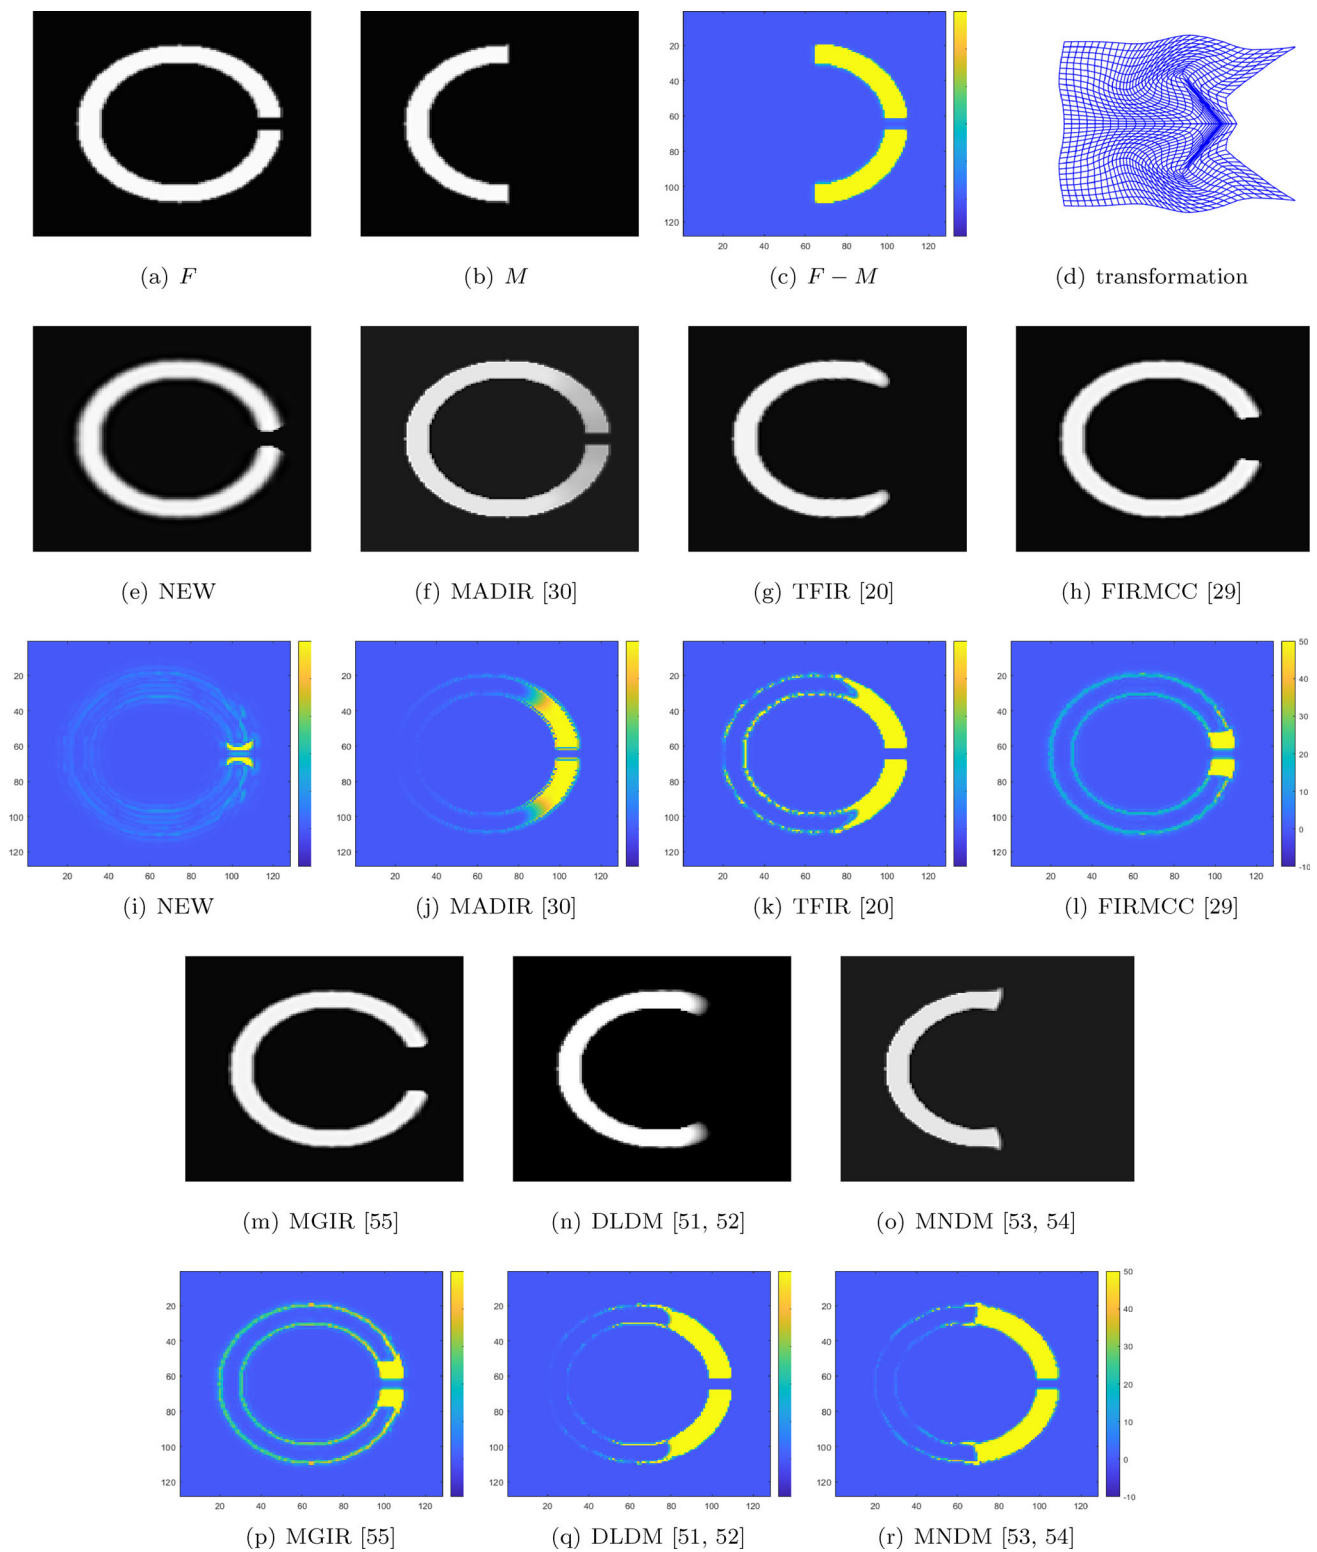 20
40
60
80
100
120
20 40 60 80 100 120
(a) F
(b) M
(c) F − M
(d) transformation
(e) NEW
(f) MADIR [30]
(g) TFIR [20]
(h) FIRMCC [29]
20
40
60
80
100
120
20 40 60 80 100 120
20
40
60
80
100
120
20 40 60 80 100 120
20
40
60
80
100
120
20 40 60 80 100 120
20
40
60
80
100
120
20 40 60 80 100 120
50
40
30
20
10
0
-10
(i) NEW
(j) MADIR [30]
(k) TFIR [20]
(l) FIRMCC [29]
(m) MGIR [55]
(n) DLDM [51, 52]
(o) MNDM [53, 54]
20
40
60
80
100
120
20 40 60 80 100 120
20
40
60
80
100
120
20 40 60 80 100 120
20
40
60
80
100
120
20 40 60 80 100 120
50
40
30
20
10
0
-10
(p) MGIR [55]
(q) DLDM [51, 52]
(r) MNDM [53, 54]